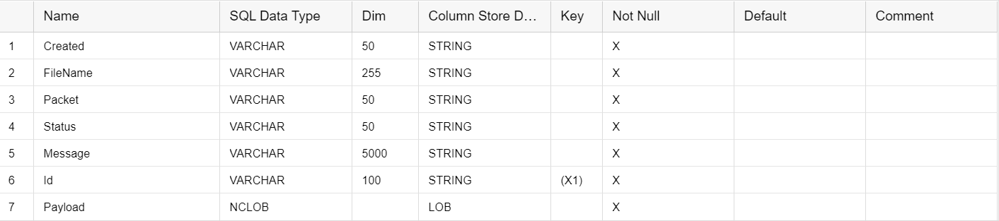 Name SQL Data Type Dim Column Store D... Key Not Null Default Comment
1 Created VARCHAR 50 STRING X
2 FileName VARCHAR 255 STRING X
3 Packet VARCHAR 50 STRING X
4 Status VARCHAR 50 STRING X
5 Message VARCHAR 5000 STRING X
6 Id VARCHAR 100 STRING (X1) X
7 Payload NCLOB LOB X